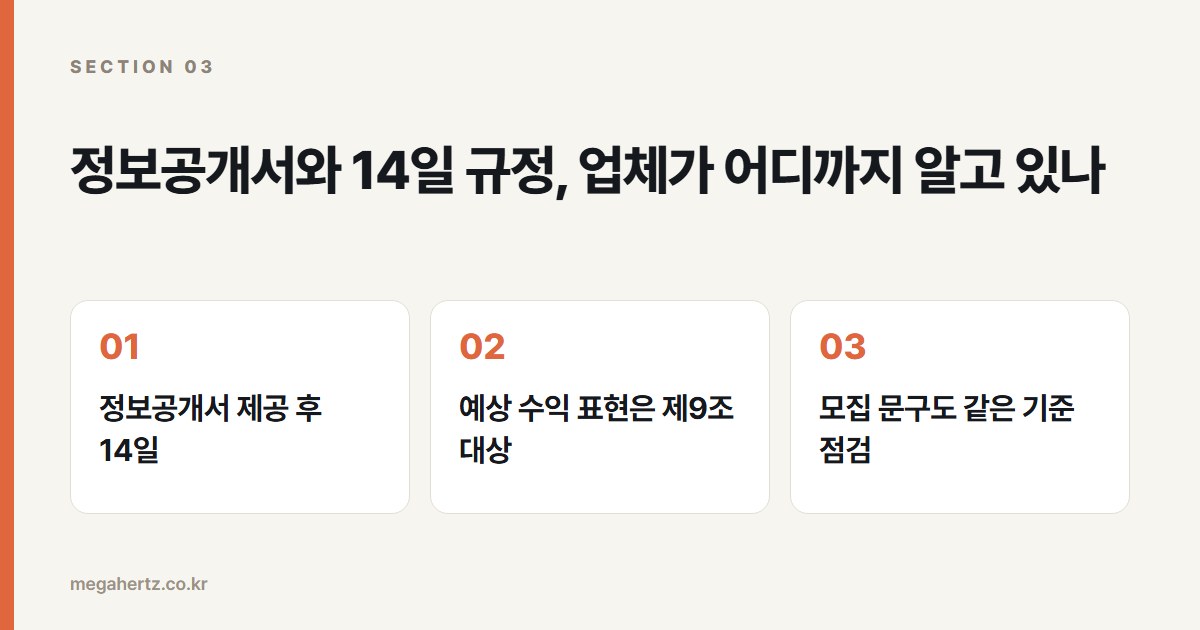 SECTION 03
정보공개서와 14일 규정, 업체가 어디까지 알고 있나
01
정보공개서 제공 후
14일
02
예상 수익 표현은 제9조
대상
03
모집 문구도 같은 기준
점검
megahertz.co.kr